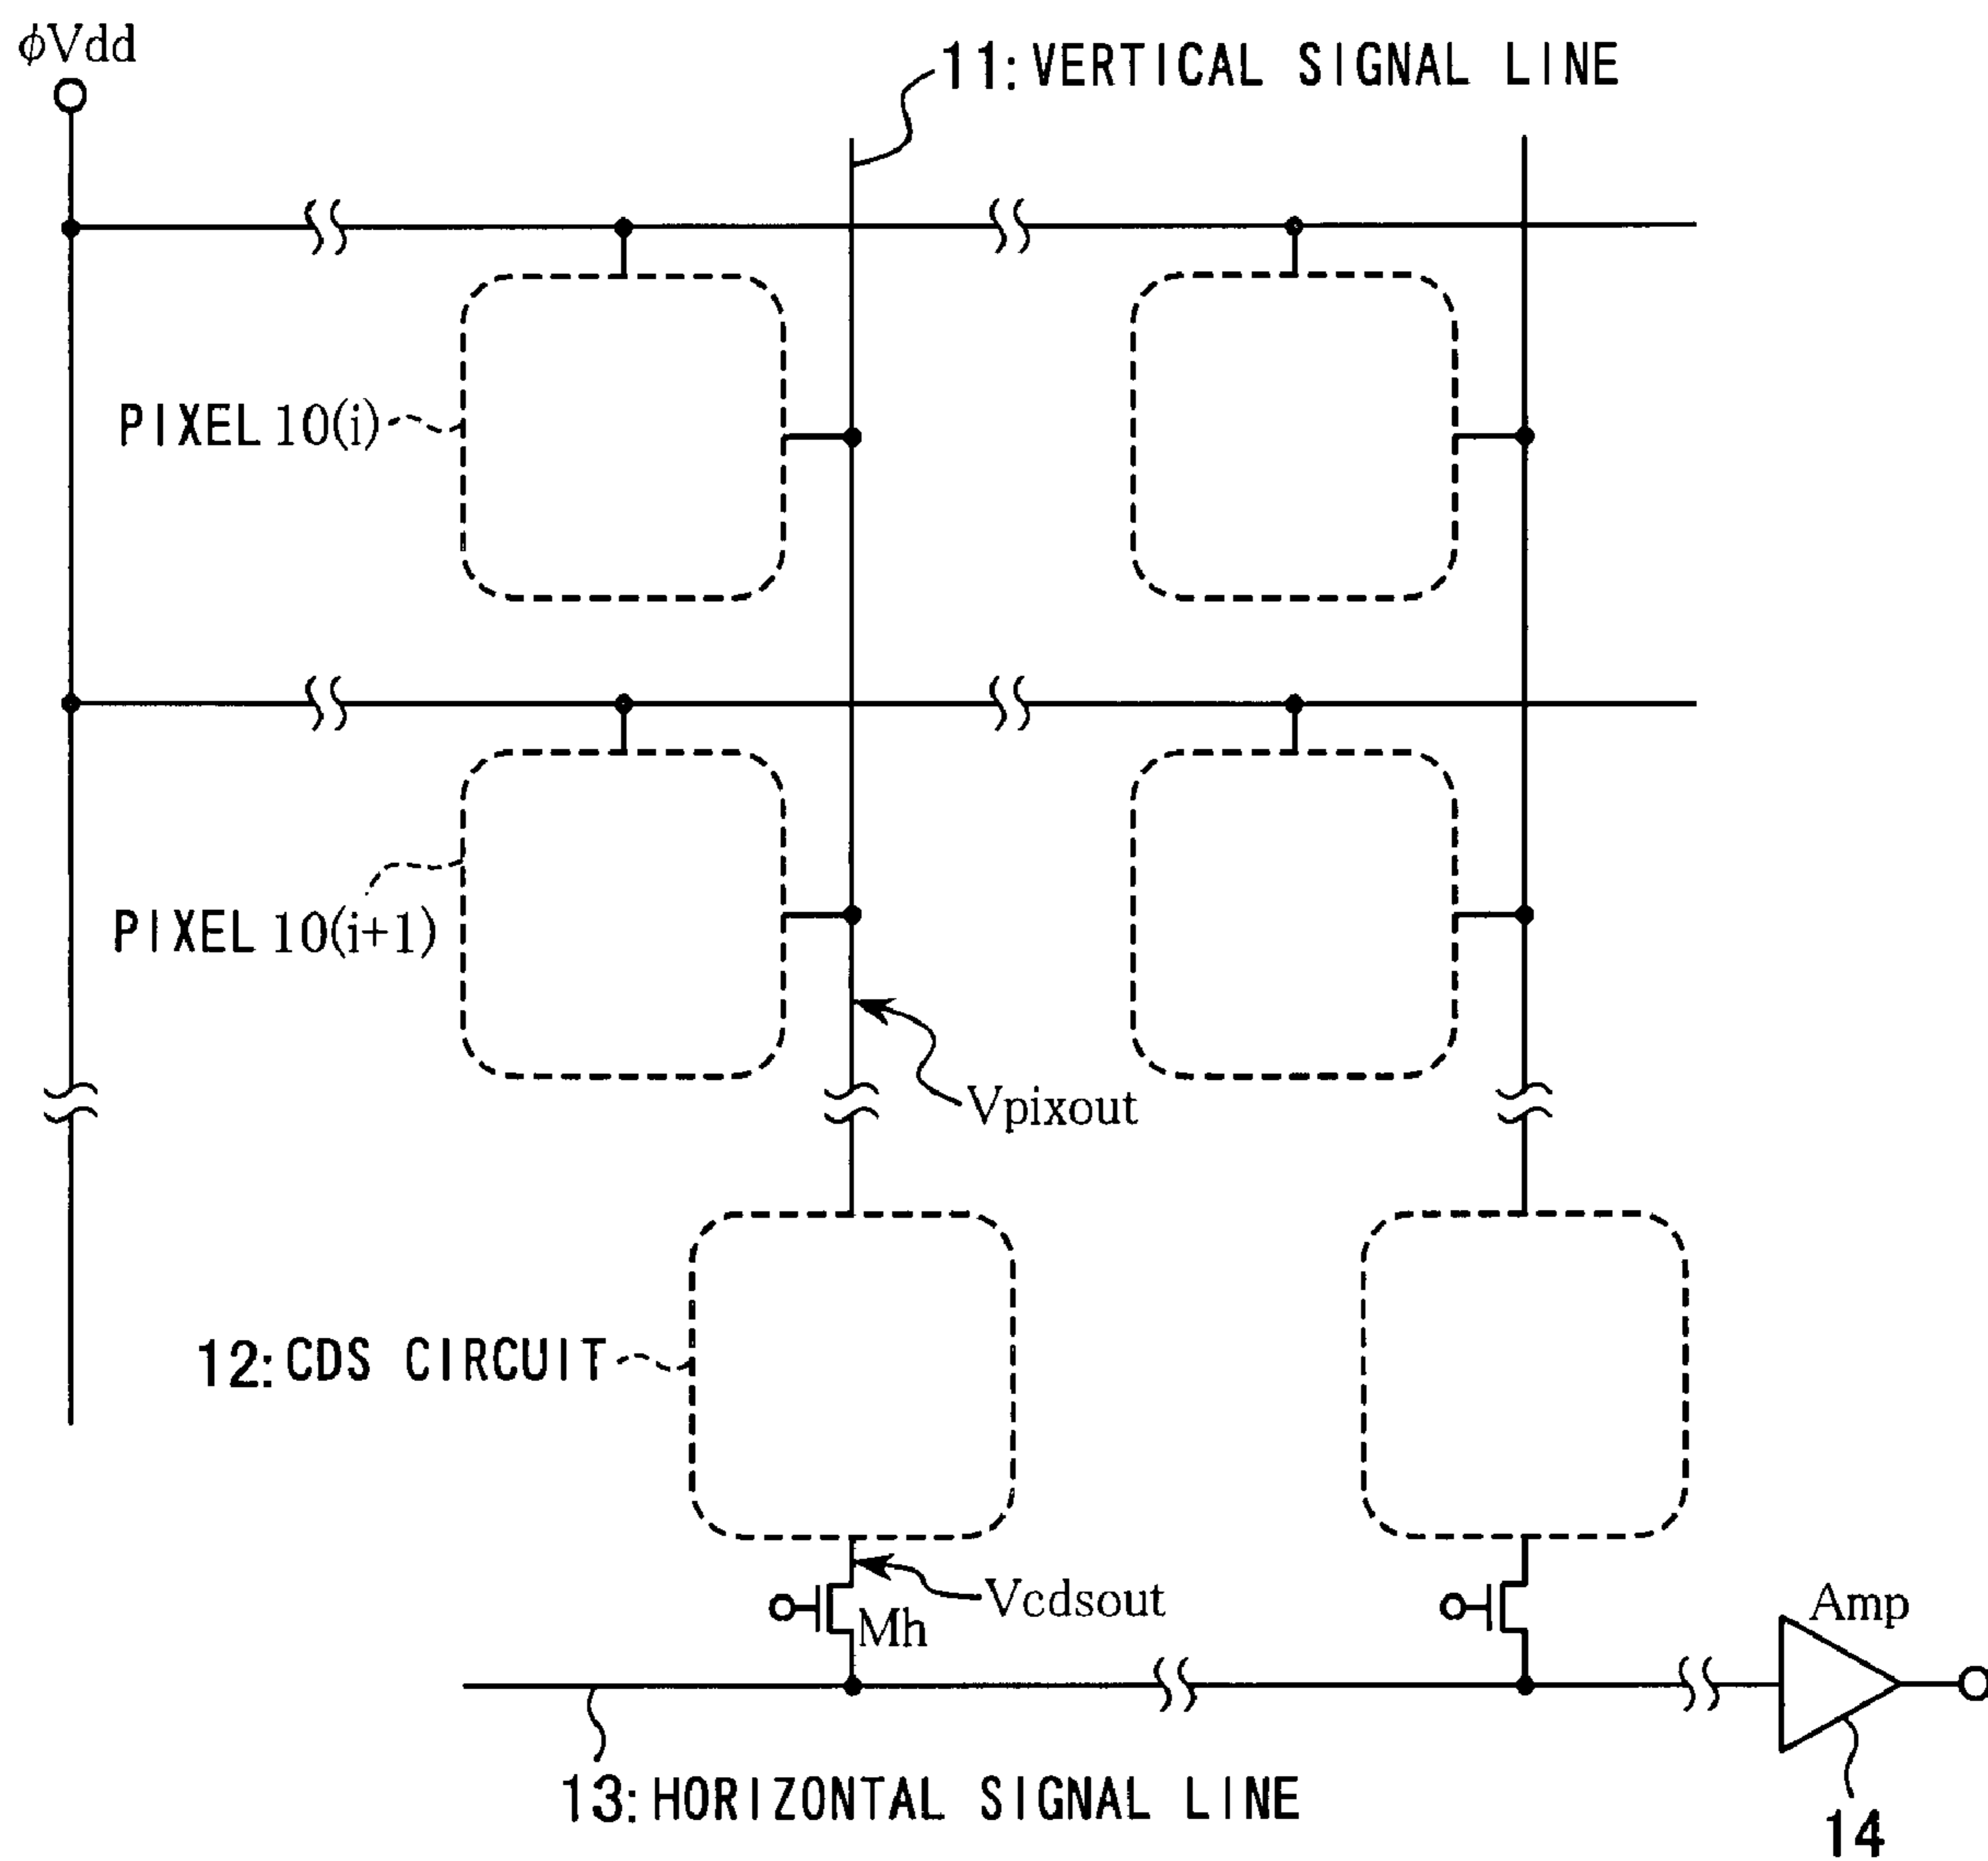 ϕVdd
11: VERTICAL SIGNAL LINE
PIXEL 10(i)
PIXEL 10(i+1)
Vpixout
12: CDS CIRCUIT
Vcdsout
Mh
Amp
13: HORIZONTAL SIGNAL LINE
14